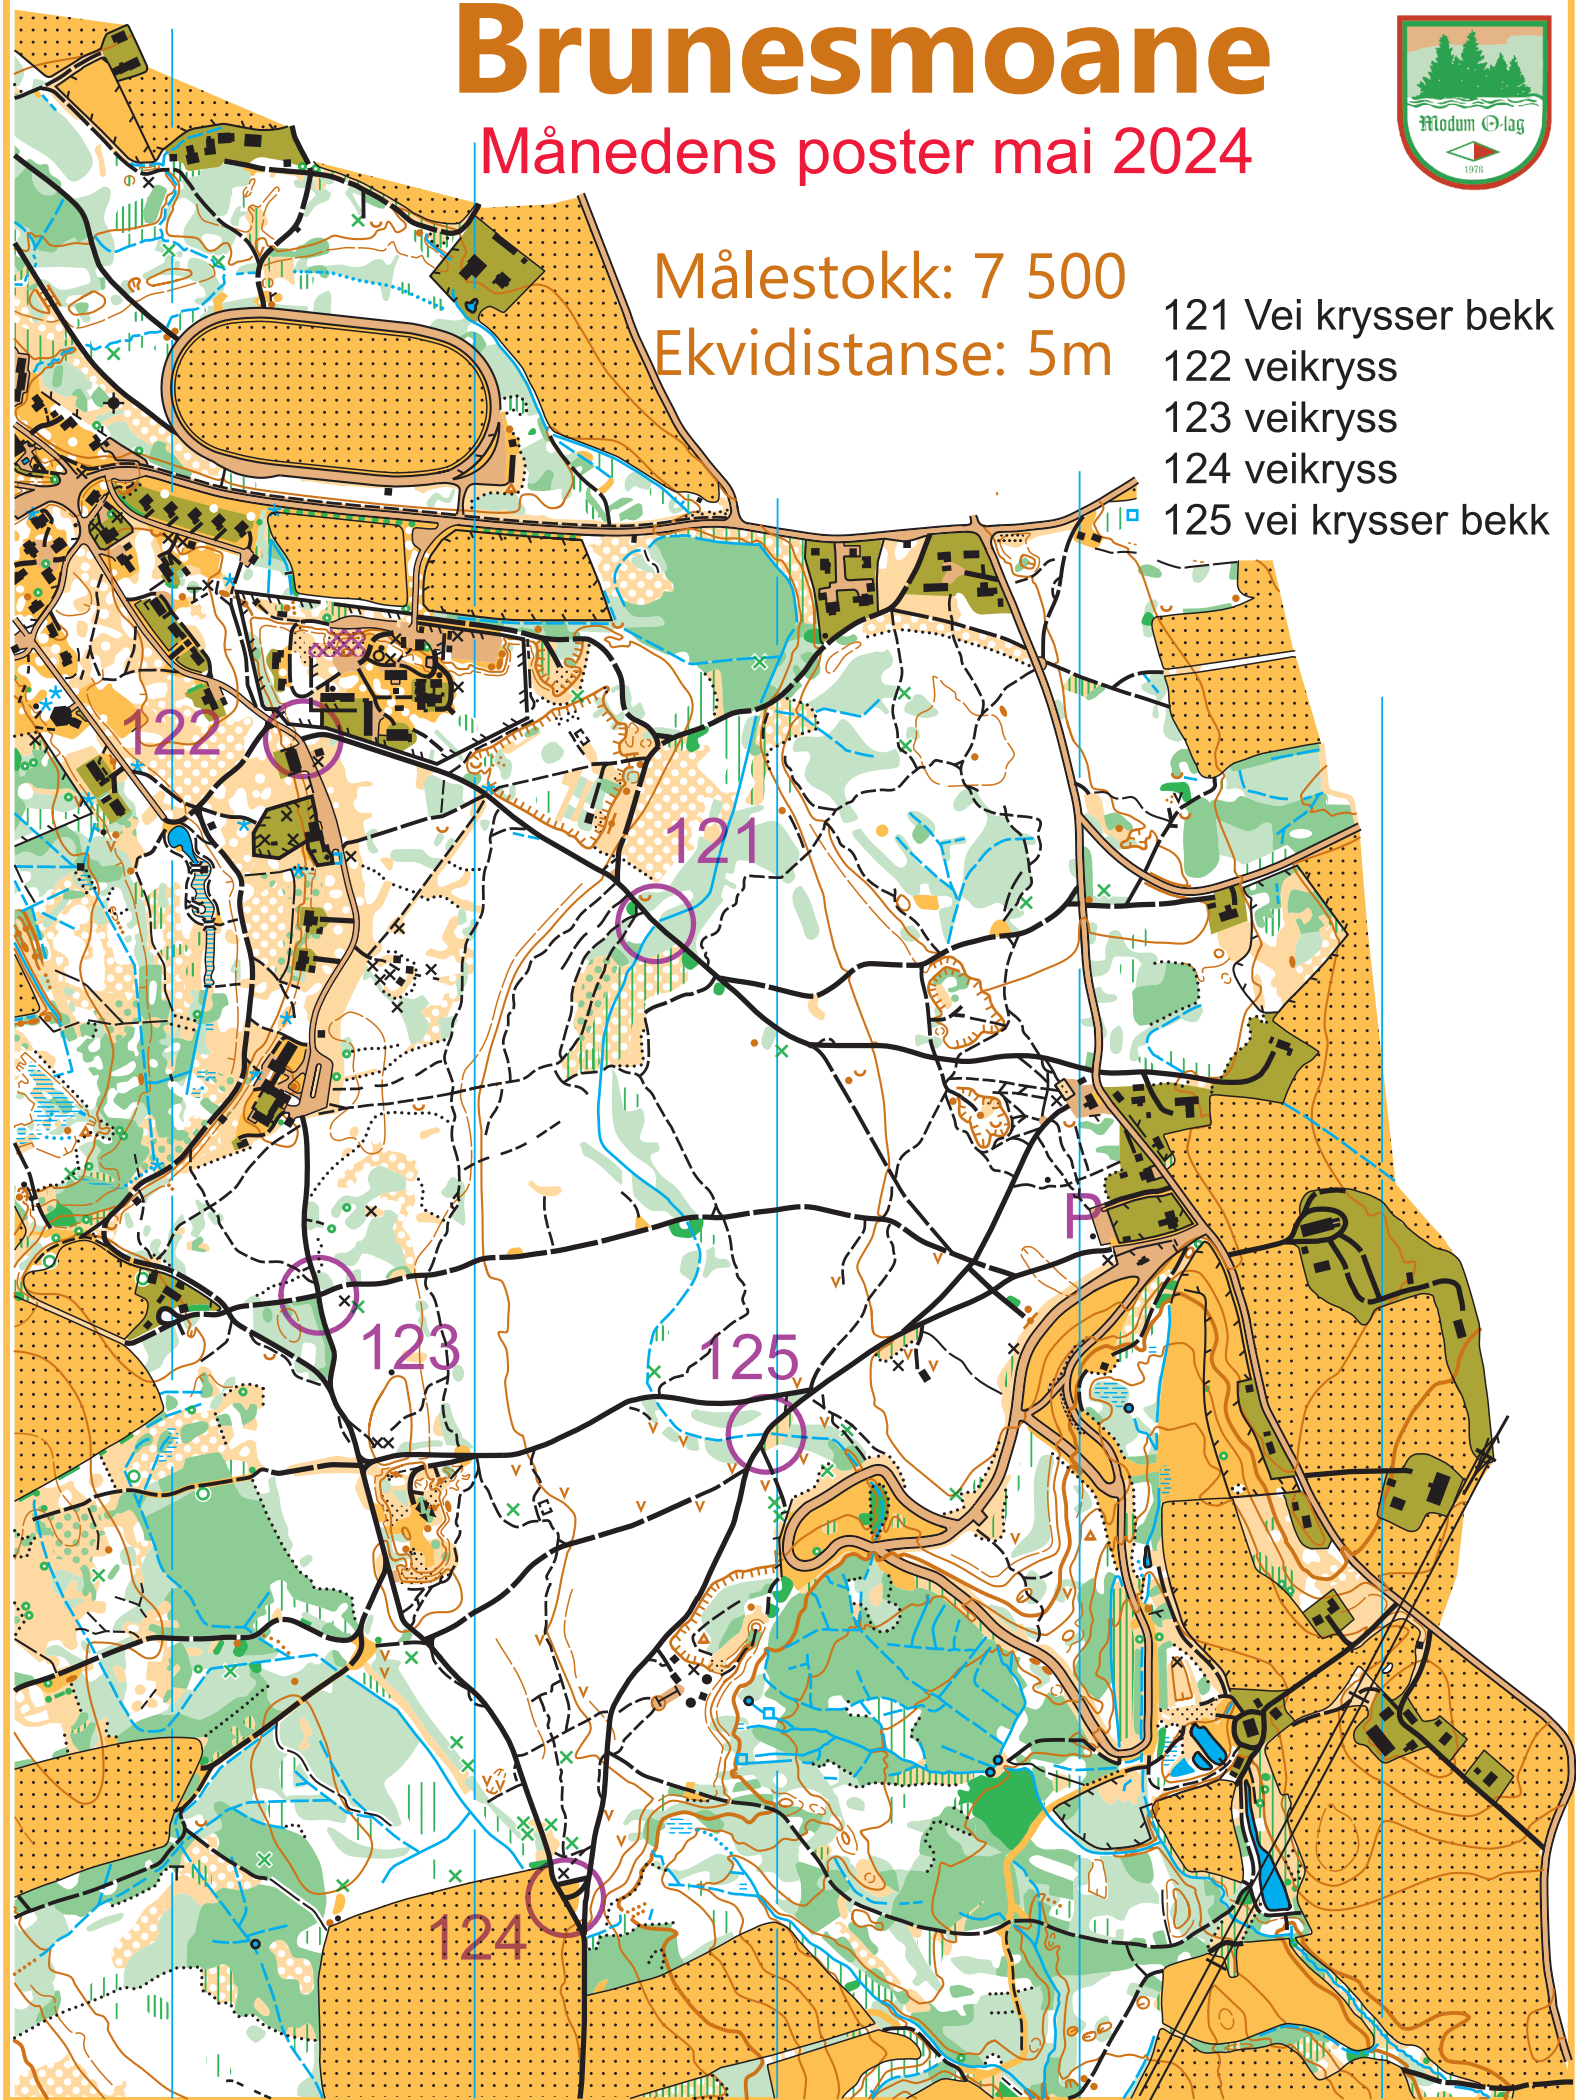 Brunesmoane
Månedens poster mai 2024
Modum O-lag
1978
Målestokk: 7 500
Ekvidistanse: 5m
121 Vei krysser bekk
122 veikryss
123 veikryss
124 veikryss
125 vei krysser bekk
122
121
P
123
125
124